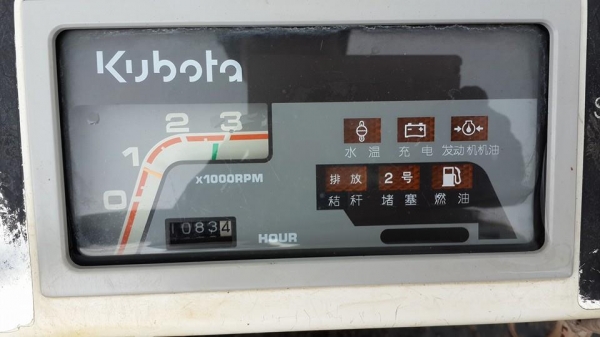 Kubota
0 1 2 3
x1000RPM
10834
HOUR
水温 充电 发动机机油
排放 2号
秸秆 堵塞 燃油
S